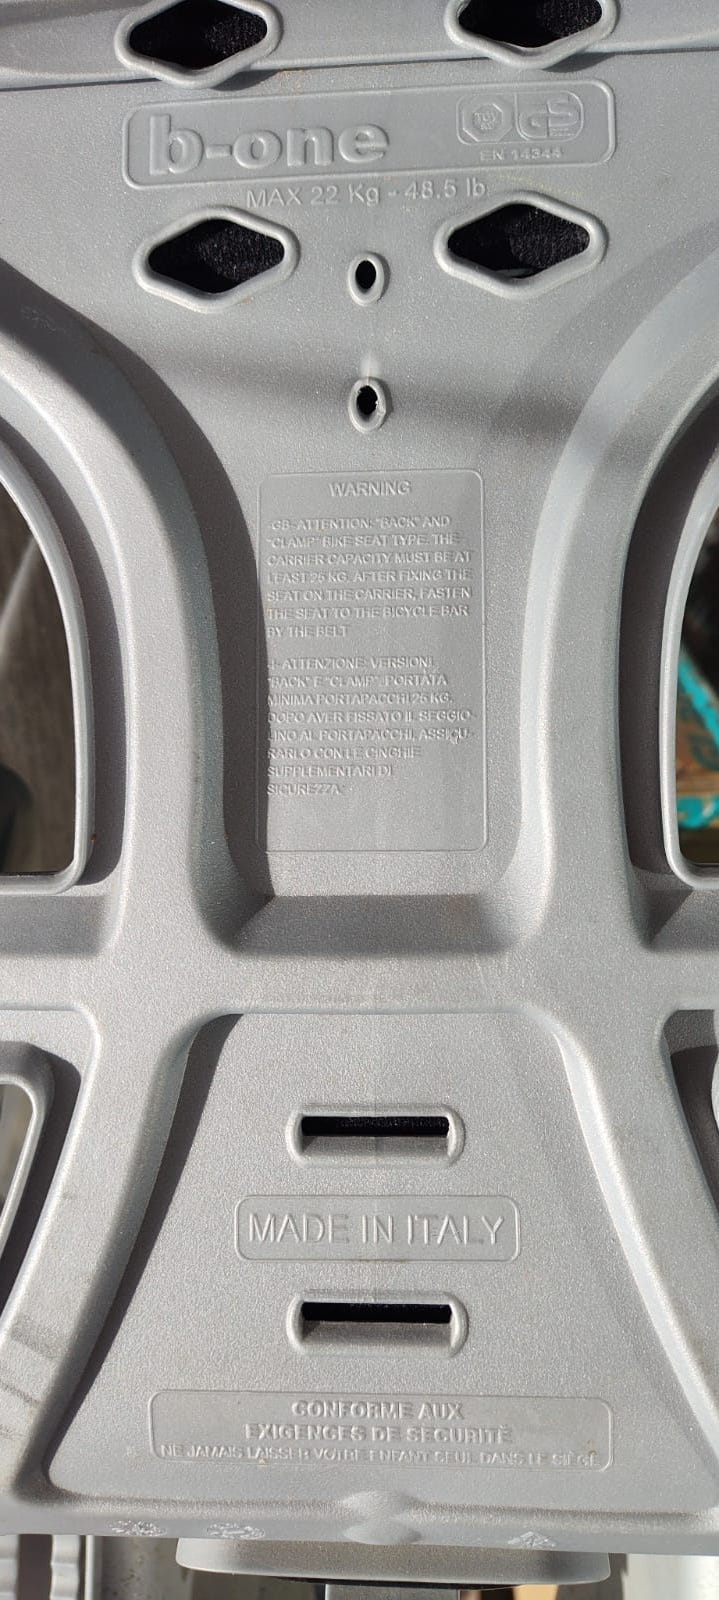 b-one
GS
EN 14344
MAX 22 Kg - 48.5 lb
WARNING
-GB- ATTENTION: "BACK" AND
"CLAMP" BIKE SEAT TYPE. THE
CARRIER CAPACITY MUST BE AT
LEAST 25 KG. AFTER FIXING THE
SEAT ON THE CARRIER, FASTEN
THE SEAT TO THE BICYCLE BAR
BY THE BELT
-I- ATTENZIONE: VERSIONI
"BACK" E "CLAMP": PORTATA
MINIMA PORTAPACCHI 25 KG.
DOPO AVER FISSATO IL SEGGIO-
LINO AL PORTAPACCHI, ASSICU-
RARLO CON LE CINGHIE
SUPPLEMENTARI DI
SICUREZZA.
MADE IN ITALY
CONFORME AUX
EXIGENCES DE SECURITÉ
NE JAMAIS LAISSER VOTRE ENFANT SEUL DANS LE SIÈGE